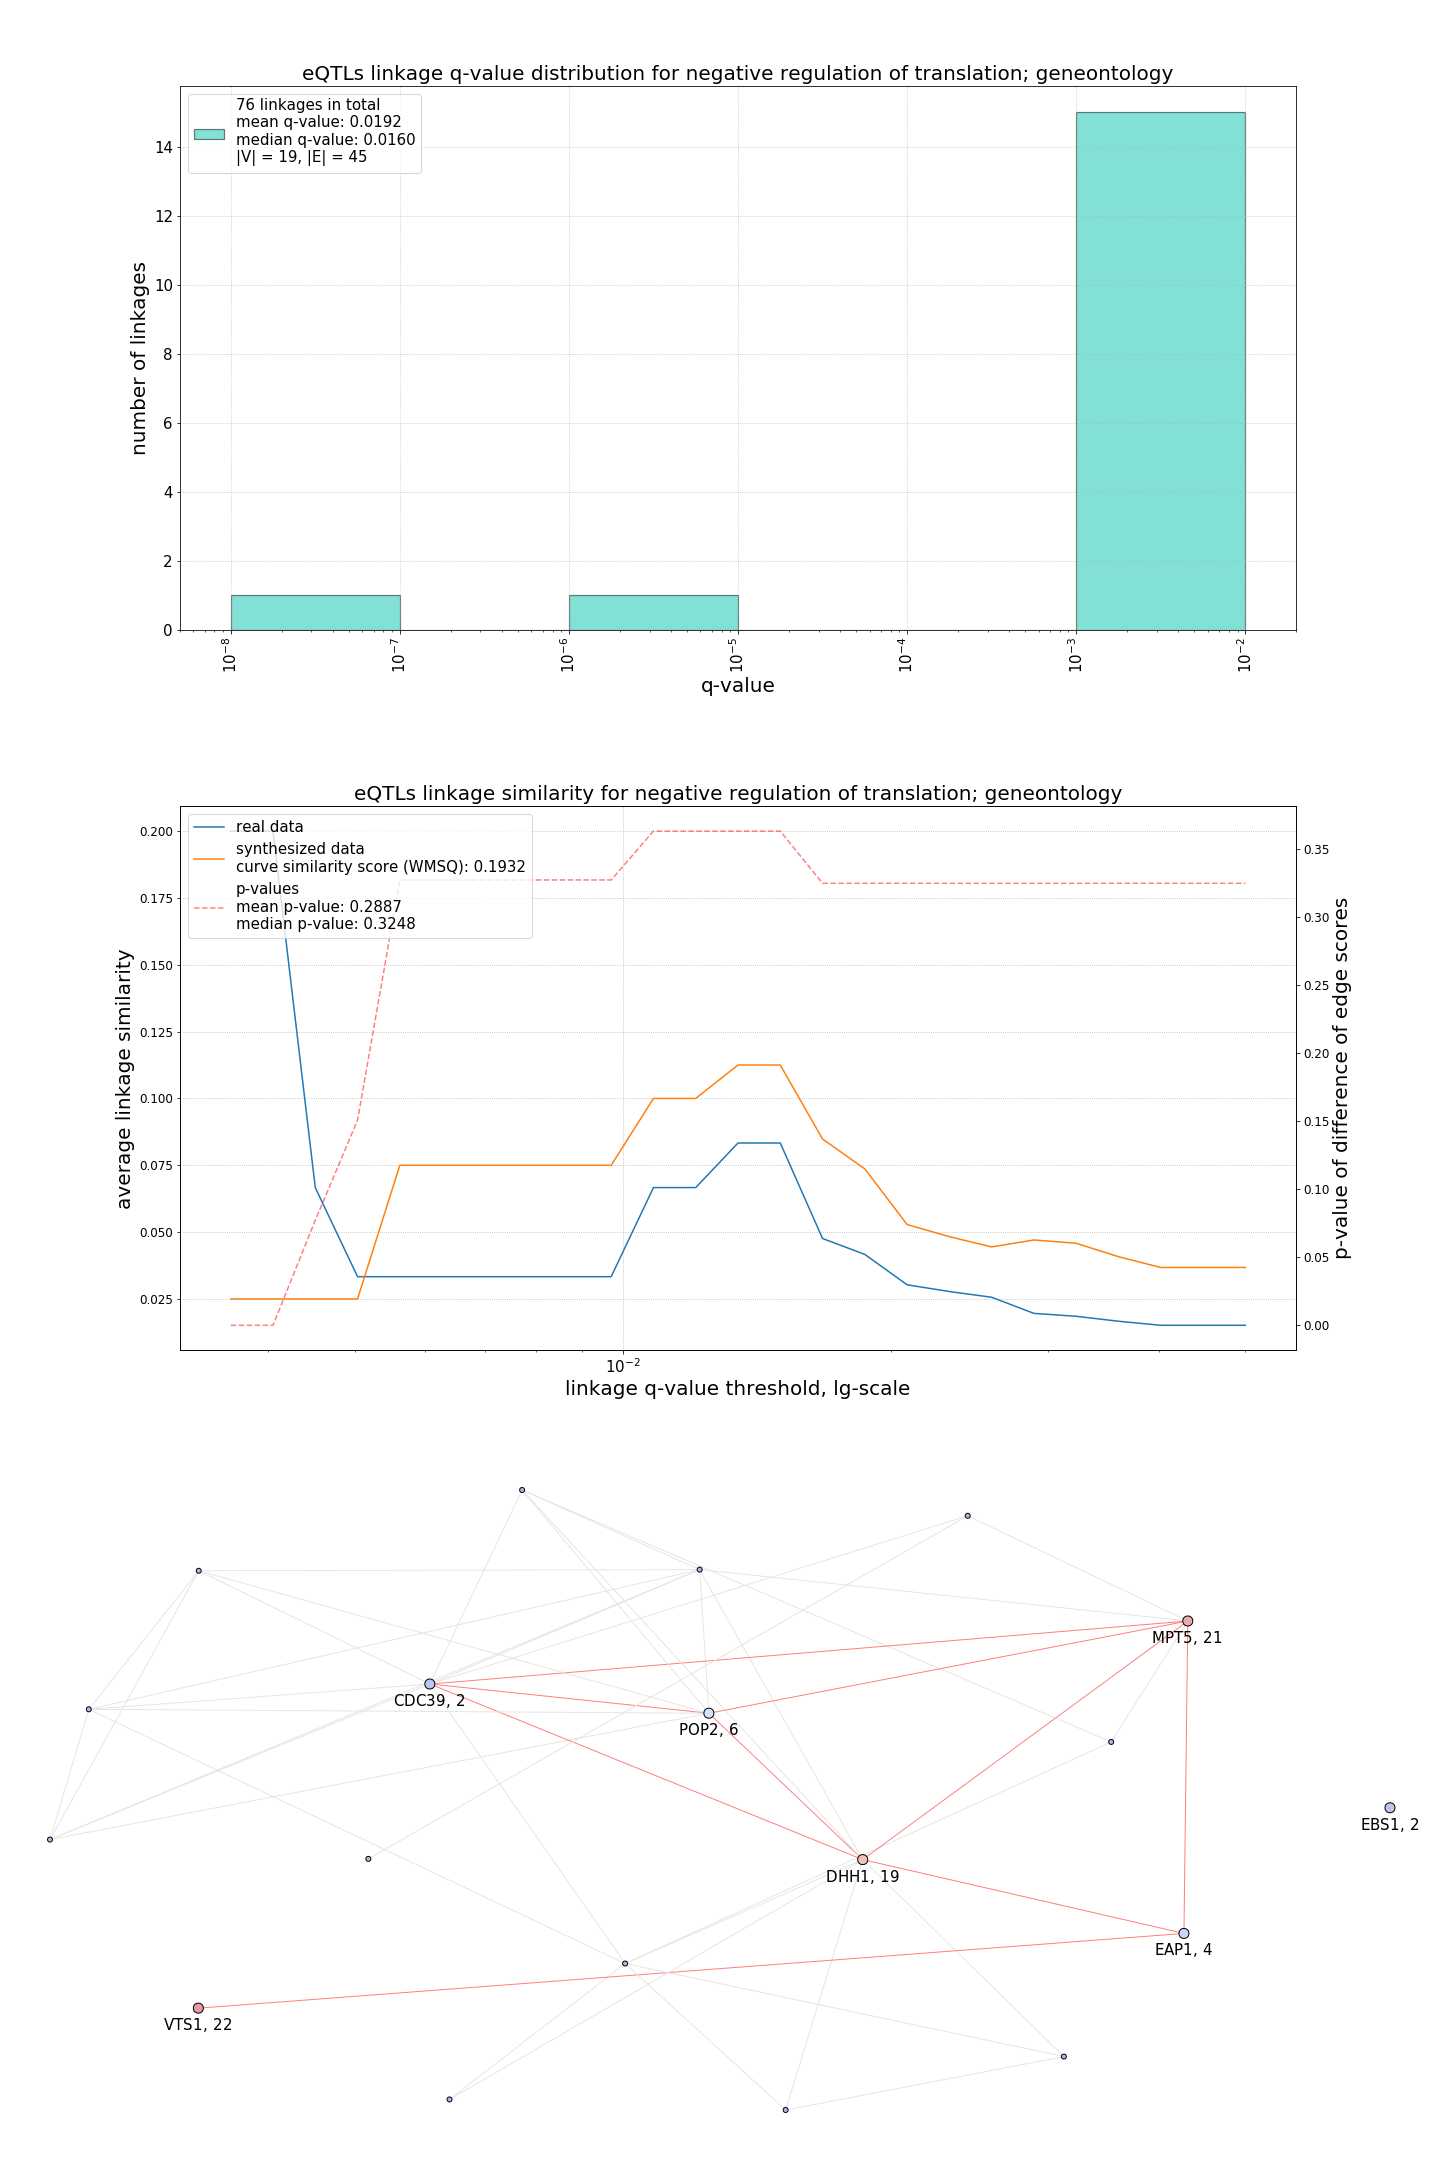 eQTLs linkage q-value distribution for negative regulation of translation; geneontology
76 linkages in total
mean q-value: 0.0192
median q-value: 0.0160
|V| = 19, |E| = 45
number of linkages
14
12
10
8
6
4
2
0
10⁻⁸
10⁻⁷
10⁻⁶
10⁻⁵
10⁻⁴
10⁻³
10⁻²
q-value
eQTLs linkage similarity for negative regulation of translation; geneontology
real data
synthesized data
curve similarity score (WMSQ): 0.1932
p-values
mean p-value: 0.2887
median p-value: 0.3248
average linkage similarity
0.200
0.175
0.150
0.125
0.100
0.075
0.050
0.025
0.35
0.30
0.25
0.20
0.15
0.10
0.05
0.00
p-value of difference of edge scores
10⁻²
linkage q-value threshold, lg-scale
MPT5, 21
CDC39, 2
POP2, 6
EBS1, 2
DHH1, 19
EAP1, 4
VTS1, 22